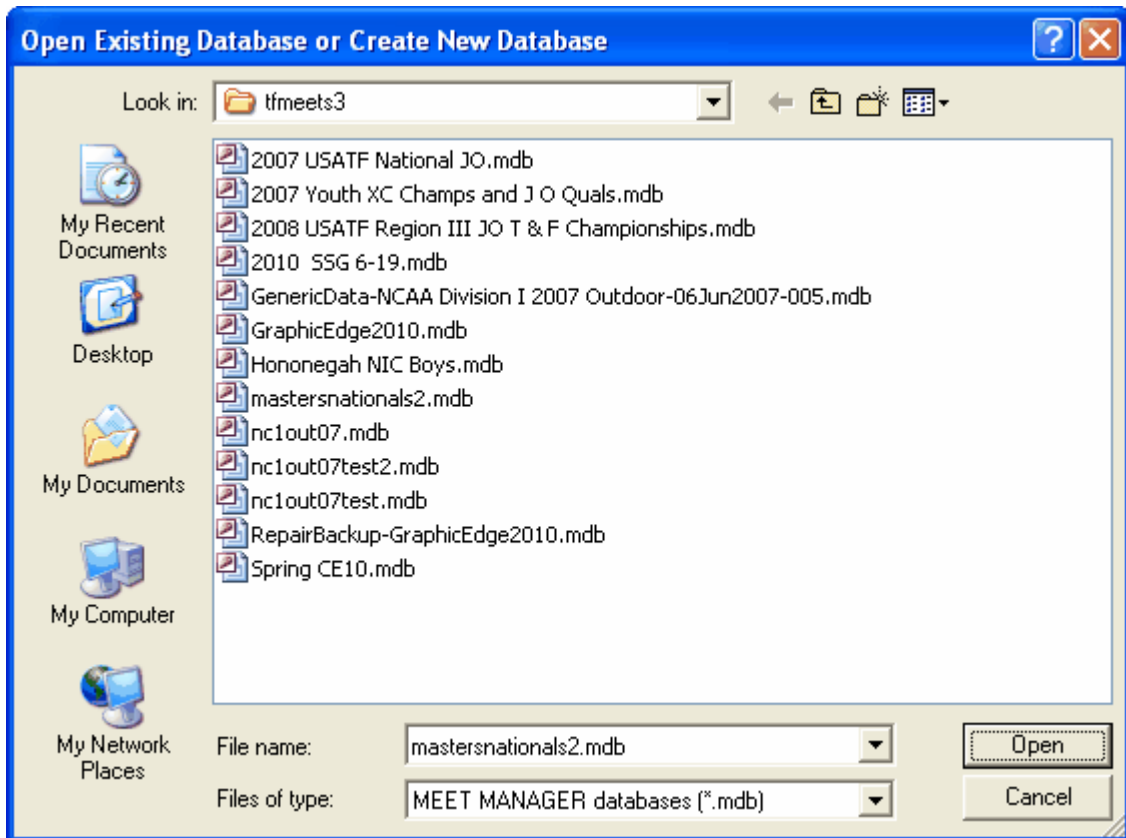 Open Existing Database or Create New Database
Look in: tfmeets3
My Recent
Documents
Desktop
My Documents
My Computer
My Network
Places
2007 USATF National JO.mdb
2007 Youth XC Champs and J O Quals.mdb
2008 USATF Region III JO T & F Championships.mdb
2010  SSG 6-19.mdb
GenericData-NCAA Division I 2007 Outdoor-06Jun2007-005.mdb
GraphicEdge2010.mdb
Hononegah NIC Boys.mdb
mastersnationals2.mdb
nc1out07.mdb
nc1out07test2.mdb
nc1out07test.mdb
RepairBackup-GraphicEdge2010.mdb
Spring CE10.mdb
File name: mastersnationals2.mdb Open
Files of type: MEET MANAGER databases (*.mdb) Cancel